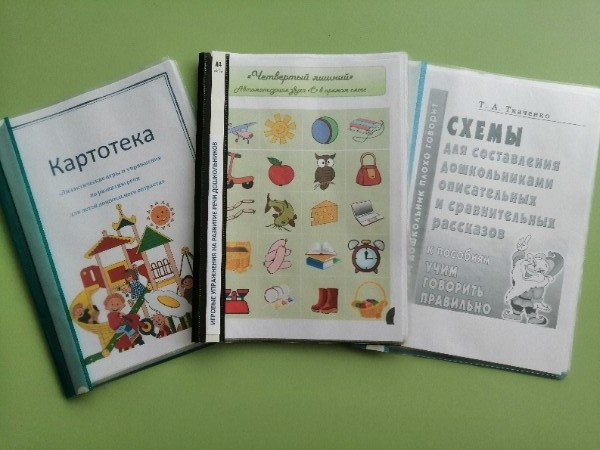 Картотека
«Дидактические игры и упражнения
по развитию речи
для детей дошкольного возраста»
А4
ИГРОВЫЕ УПРАЖНЕНИЯ НА РАЗВИТИЕ РЕЧИ ДОШКОЛЬНИКОВ
«Четвертый лишний»
Автоматизация звука «С» в прямом слоге
ДОШКОЛЬНИК ПЛОХО ГОВОРИТ
Т. А. Ткаченко
СХЕМЫ
ДЛЯ СОСТАВЛЕНИЯ
ДОШКОЛЬНИКАМИ
ОПИСАТЕЛЬНЫХ
И СРАВНИТЕЛЬНЫХ
РАССКАЗОВ
К ПОСОБИЯМ
УЧИМ
ГОВОРИТЬ
ПРАВИЛЬНО